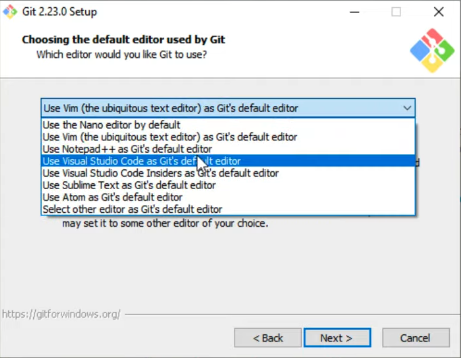 Git 2.23.0 Setup
Choosing the default editor used by Git
Which editor would you like Git to use?
Use Vim (the ubiquitous text editor) as Git's default editor
Use the Nano editor by default
Use Vim (the ubiquitous text editor) as Git's default editor
Use Notepad++ as Git's default editor
Use Visual Studio Code as Git's default editor
Use Visual Studio Code Insiders as Git's default editor
Use Sublime Text as Git's default editor
Use Atom as Git's default editor
Select other editor as Git's default editor
may set it to some other editor of your choice.
https://gitforwindows.org/
< Back
Next >
Cancel